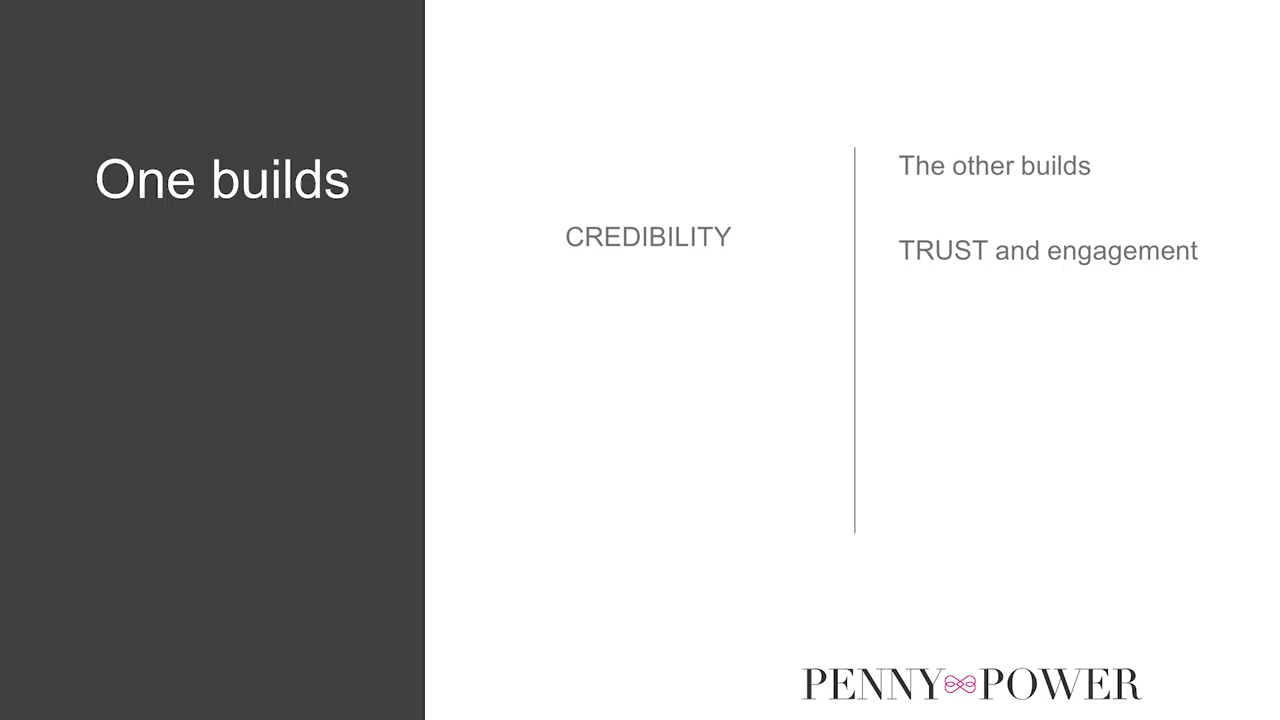 One builds
CREDIBILITY
The other builds
TRUST and engagement
PENNY POWER